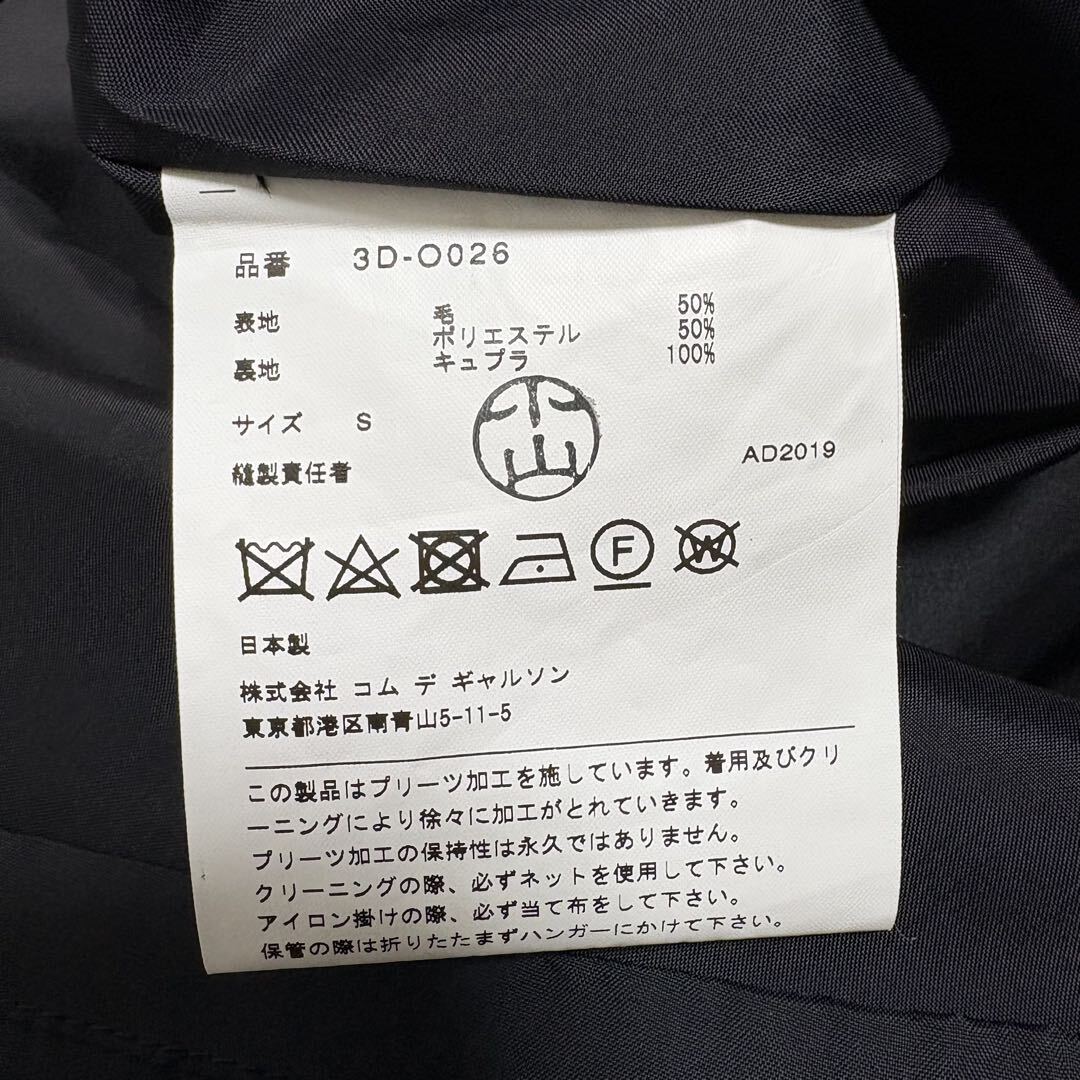 品番 3D-O026
表地 毛 50%
ポリエステル 50%
裏地 キュプラ 100%
サイズ S
下山
縫製責任者 AD2019
F W
日本製
株式会社 コム デ ギャルソン
東京都港区南青山5-11-5
この製品はプリーツ加工を施しています。着用及びクリ
ーニングにより徐々に加工がとれていきます。
プリーツ加工の保持性は永久ではありません。
クリーニングの際、必ずネットを使用して下さい。
アイロン掛けの際、必ず当て布をして下さい。
保管の際は折りたたまずハンガーにかけて下さい。